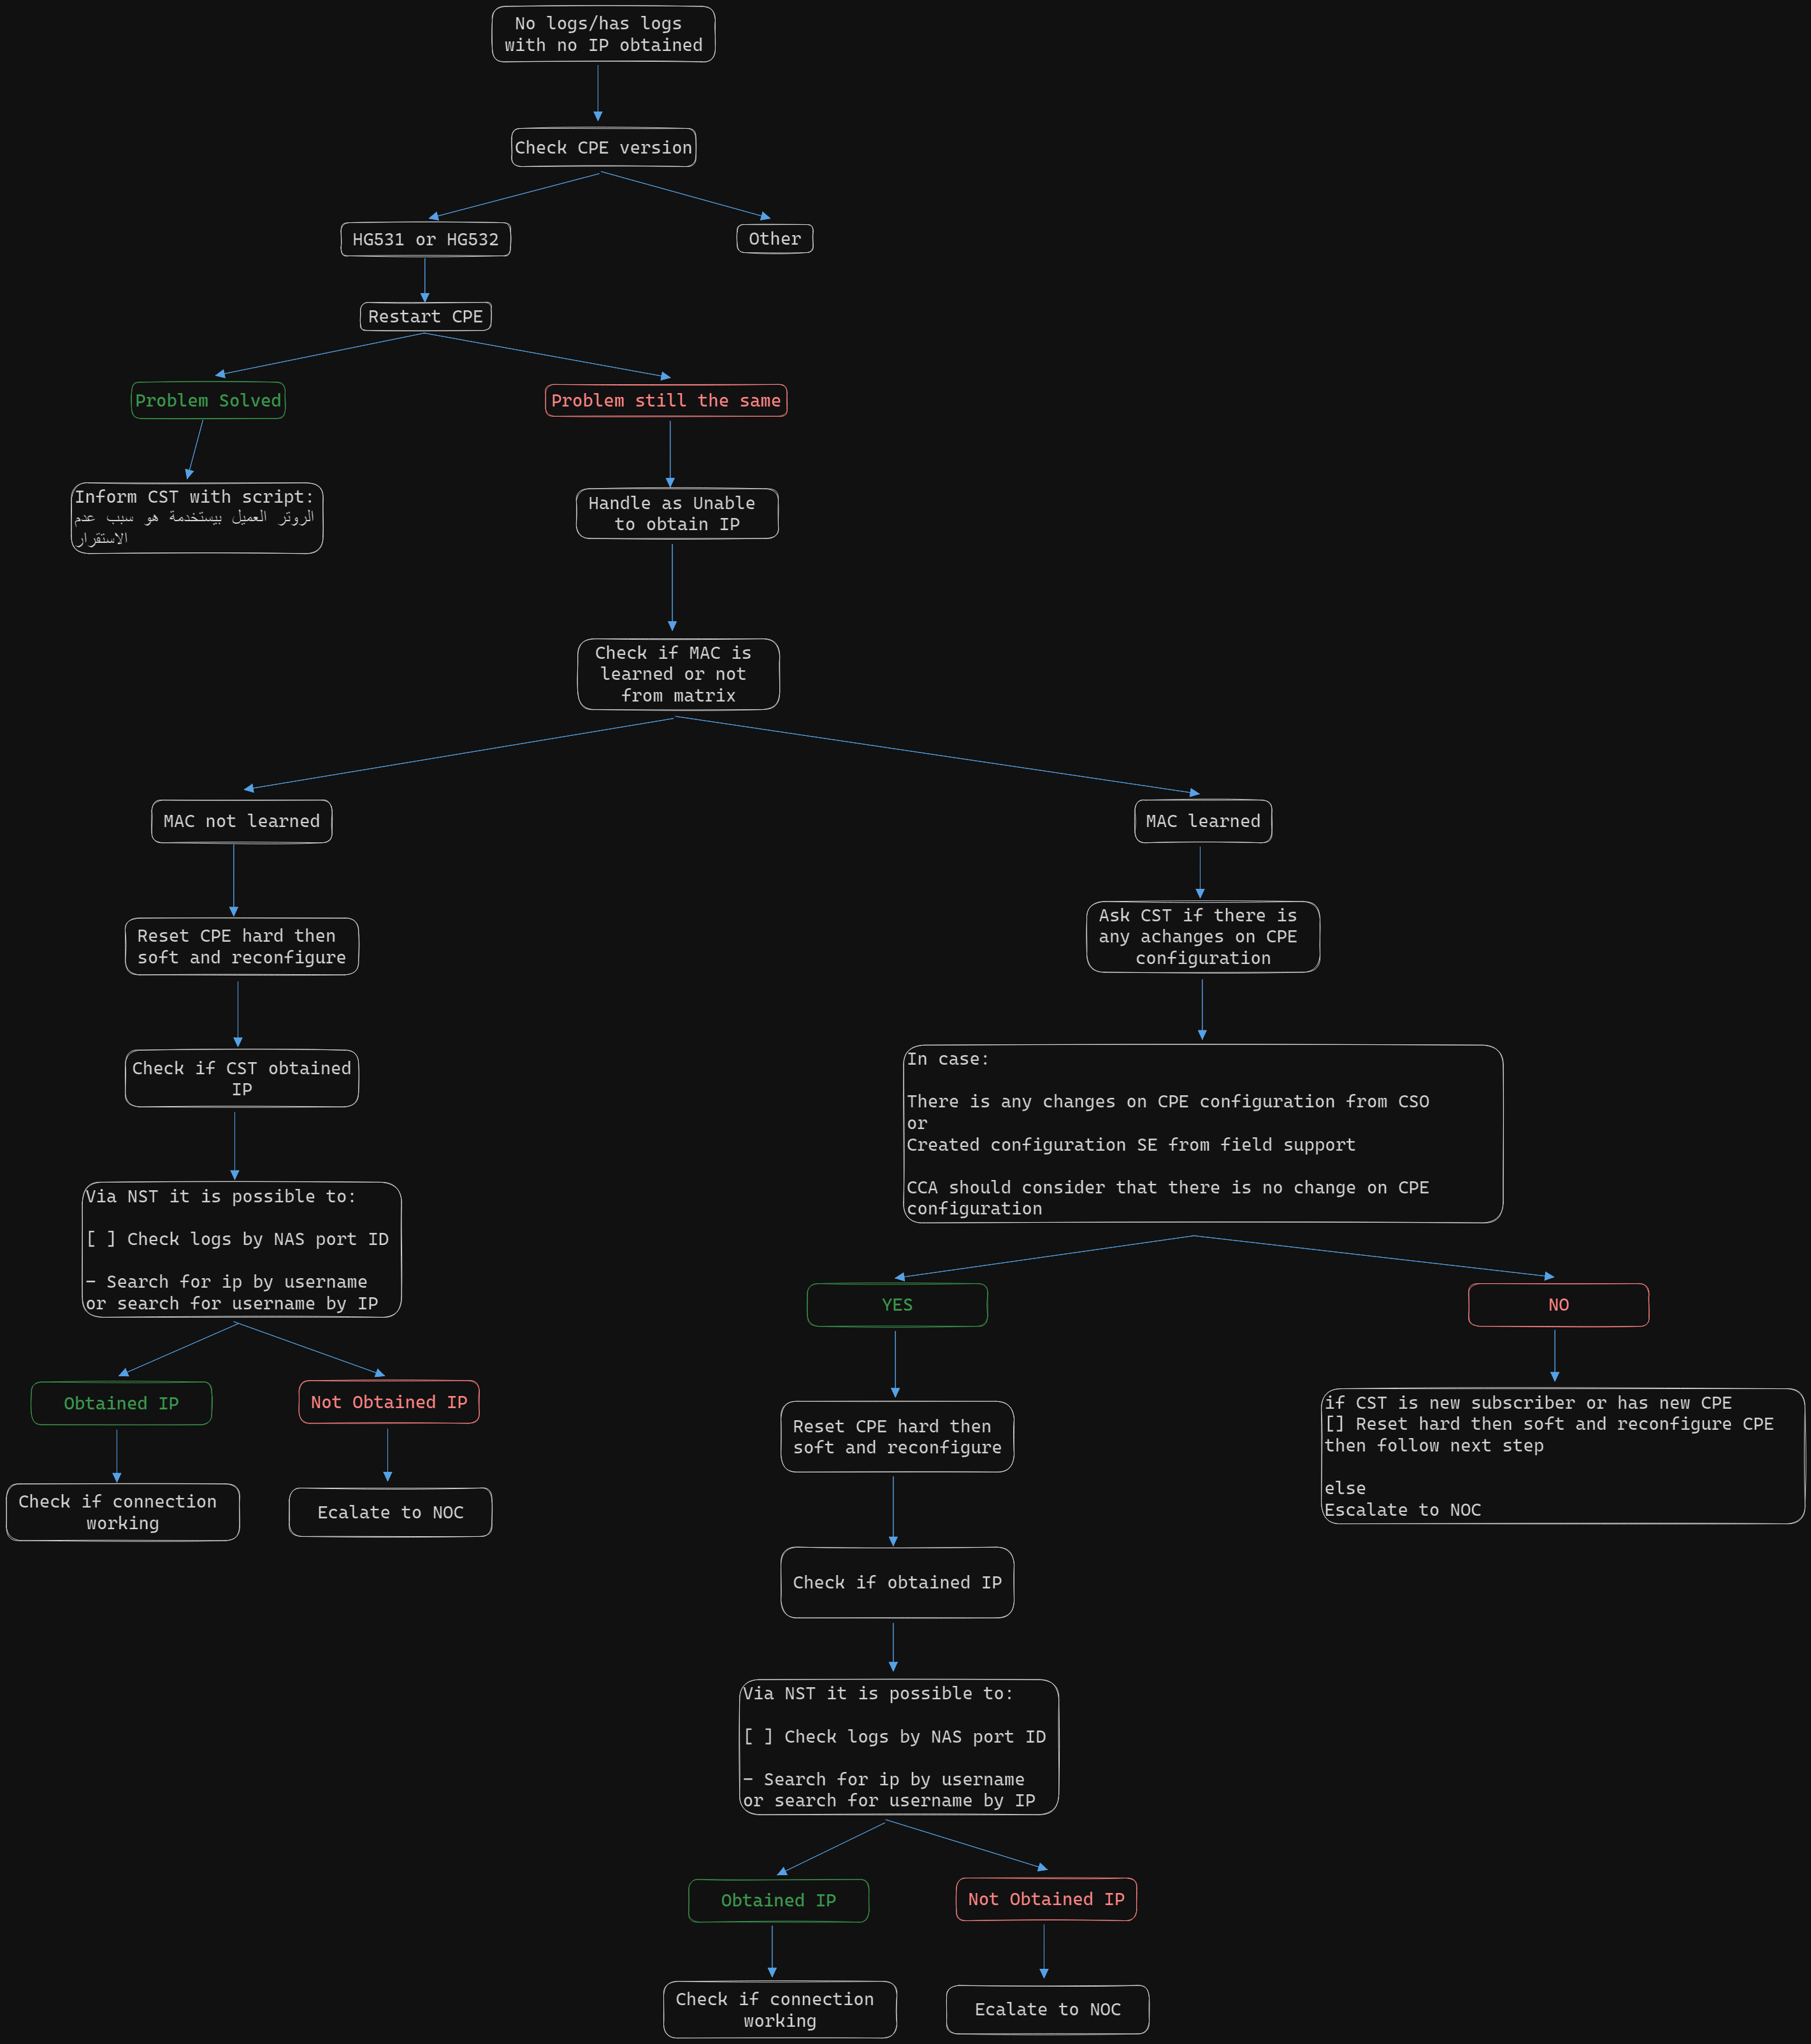 No logs/has logs
with no IP obtained
Check CPE version
HG531 or HG532
Other
Restart CPE
Problem Solved
Problem still the same
Inform CST with script:
الروتر العميل بيستخدمة هو سبب عدم
الاستقرار
Handle as Unable
to obtain IP
Check if MAC is
learned or not
from matrix
MAC not learned
MAC learned
Reset CPE hard then
soft and reconfigure
Ask CST if there is
any achanges on CPE
configuration
Check if CST obtained
IP
In case:
There is any changes on CPE configuration from CSO
or
Created configuration SE from field support
CCA should consider that there is no change on CPE
configuration
Via NST it is possible to:
[ ] Check logs by NAS port ID
- Search for ip by username
or search for username by IP
YES
NO
Obtained IP
Not Obtained IP
Reset CPE hard then
soft and reconfigure
if CST is new subscriber or has new CPE
[] Reset hard then soft and reconfigure CPE
then follow next step
else
Escalate to NOC
Check if connection
working
Ecalate to NOC
Check if obtained IP
Via NST it is possible to:
[ ] Check logs by NAS port ID
- Search for ip by username
or search for username by IP
Obtained IP
Not Obtained IP
Check if connection
working
Ecalate to NOC